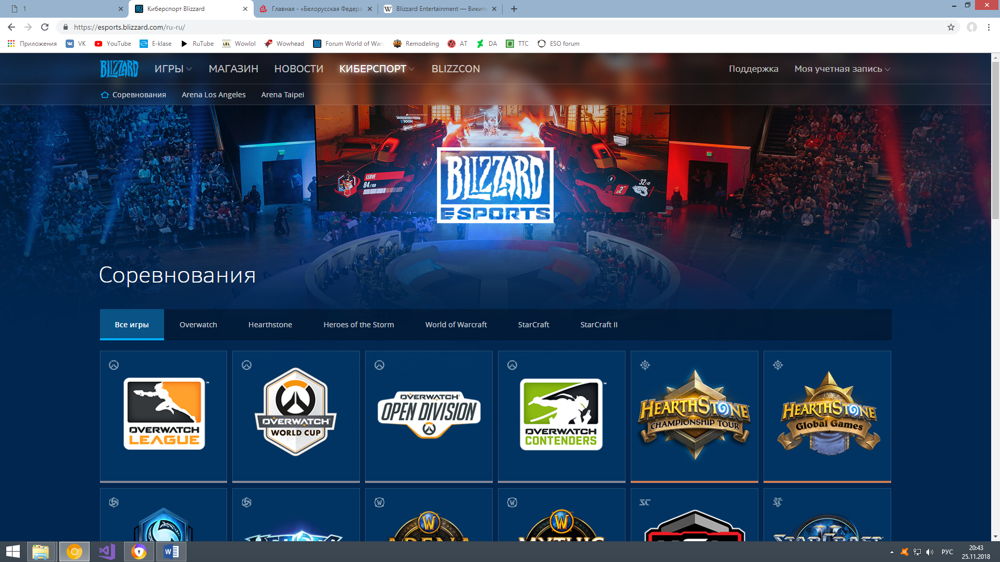 1
Киберспорт Blizzard
Главная - «Белорусская Федера
Blizzard Entertainment — Викип
https://esports.blizzard.com/ru-ru/
Приложения VK YouTube E-klase RuTube Wowlol Wowhead Forum World of Warc Remodeling AT DA TTC ESO forum
BLIZZARD ИГРЫ МАГАЗИН НОВОСТИ КИБЕРСПОРТ BLIZZCON Поддержка Моя учетная запись
Соревнования Arena Los Angeles Arena Taipei
LEAVE
84/150
32/40
BLIZZARD
ESPORTS
Соревнования
Все игры Overwatch Hearthstone Heroes of the Storm World of Warcraft StarCraft StarCraft II
OVERWATCH
LEAGUE
OVERWATCH
WORLD CUP
OVERWATCH
OPEN DIVISION
OVERWATCH
CONTENDERS
HEARTHSTONE
CHAMPIONSHIP TOUR
HEARTHSTONE
Global Games
ARENA
MYTHIC
STARCRAFT
РУС
20:43
25.11.2018